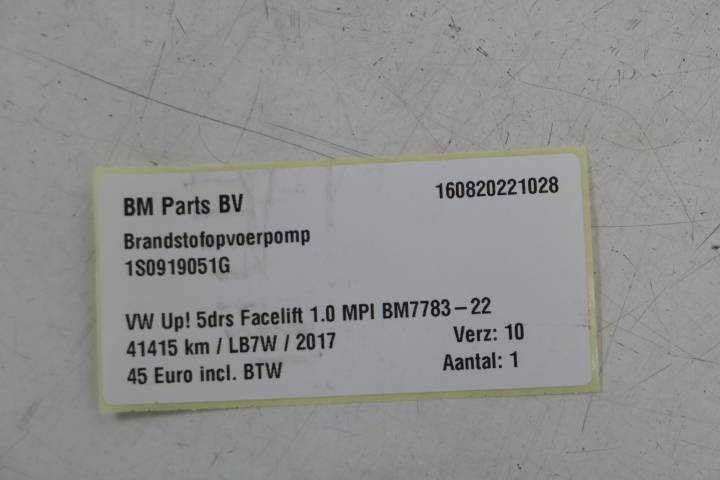 BM Parts BV 160820221028
Brandstofopvoerpomp
1S0919051G
VW Up! 5drs Facelift 1.0 MPI BM7783-22
41415 km / LB7W / 2017 Verz: 10
45 Euro incl. BTW Aantal: 1